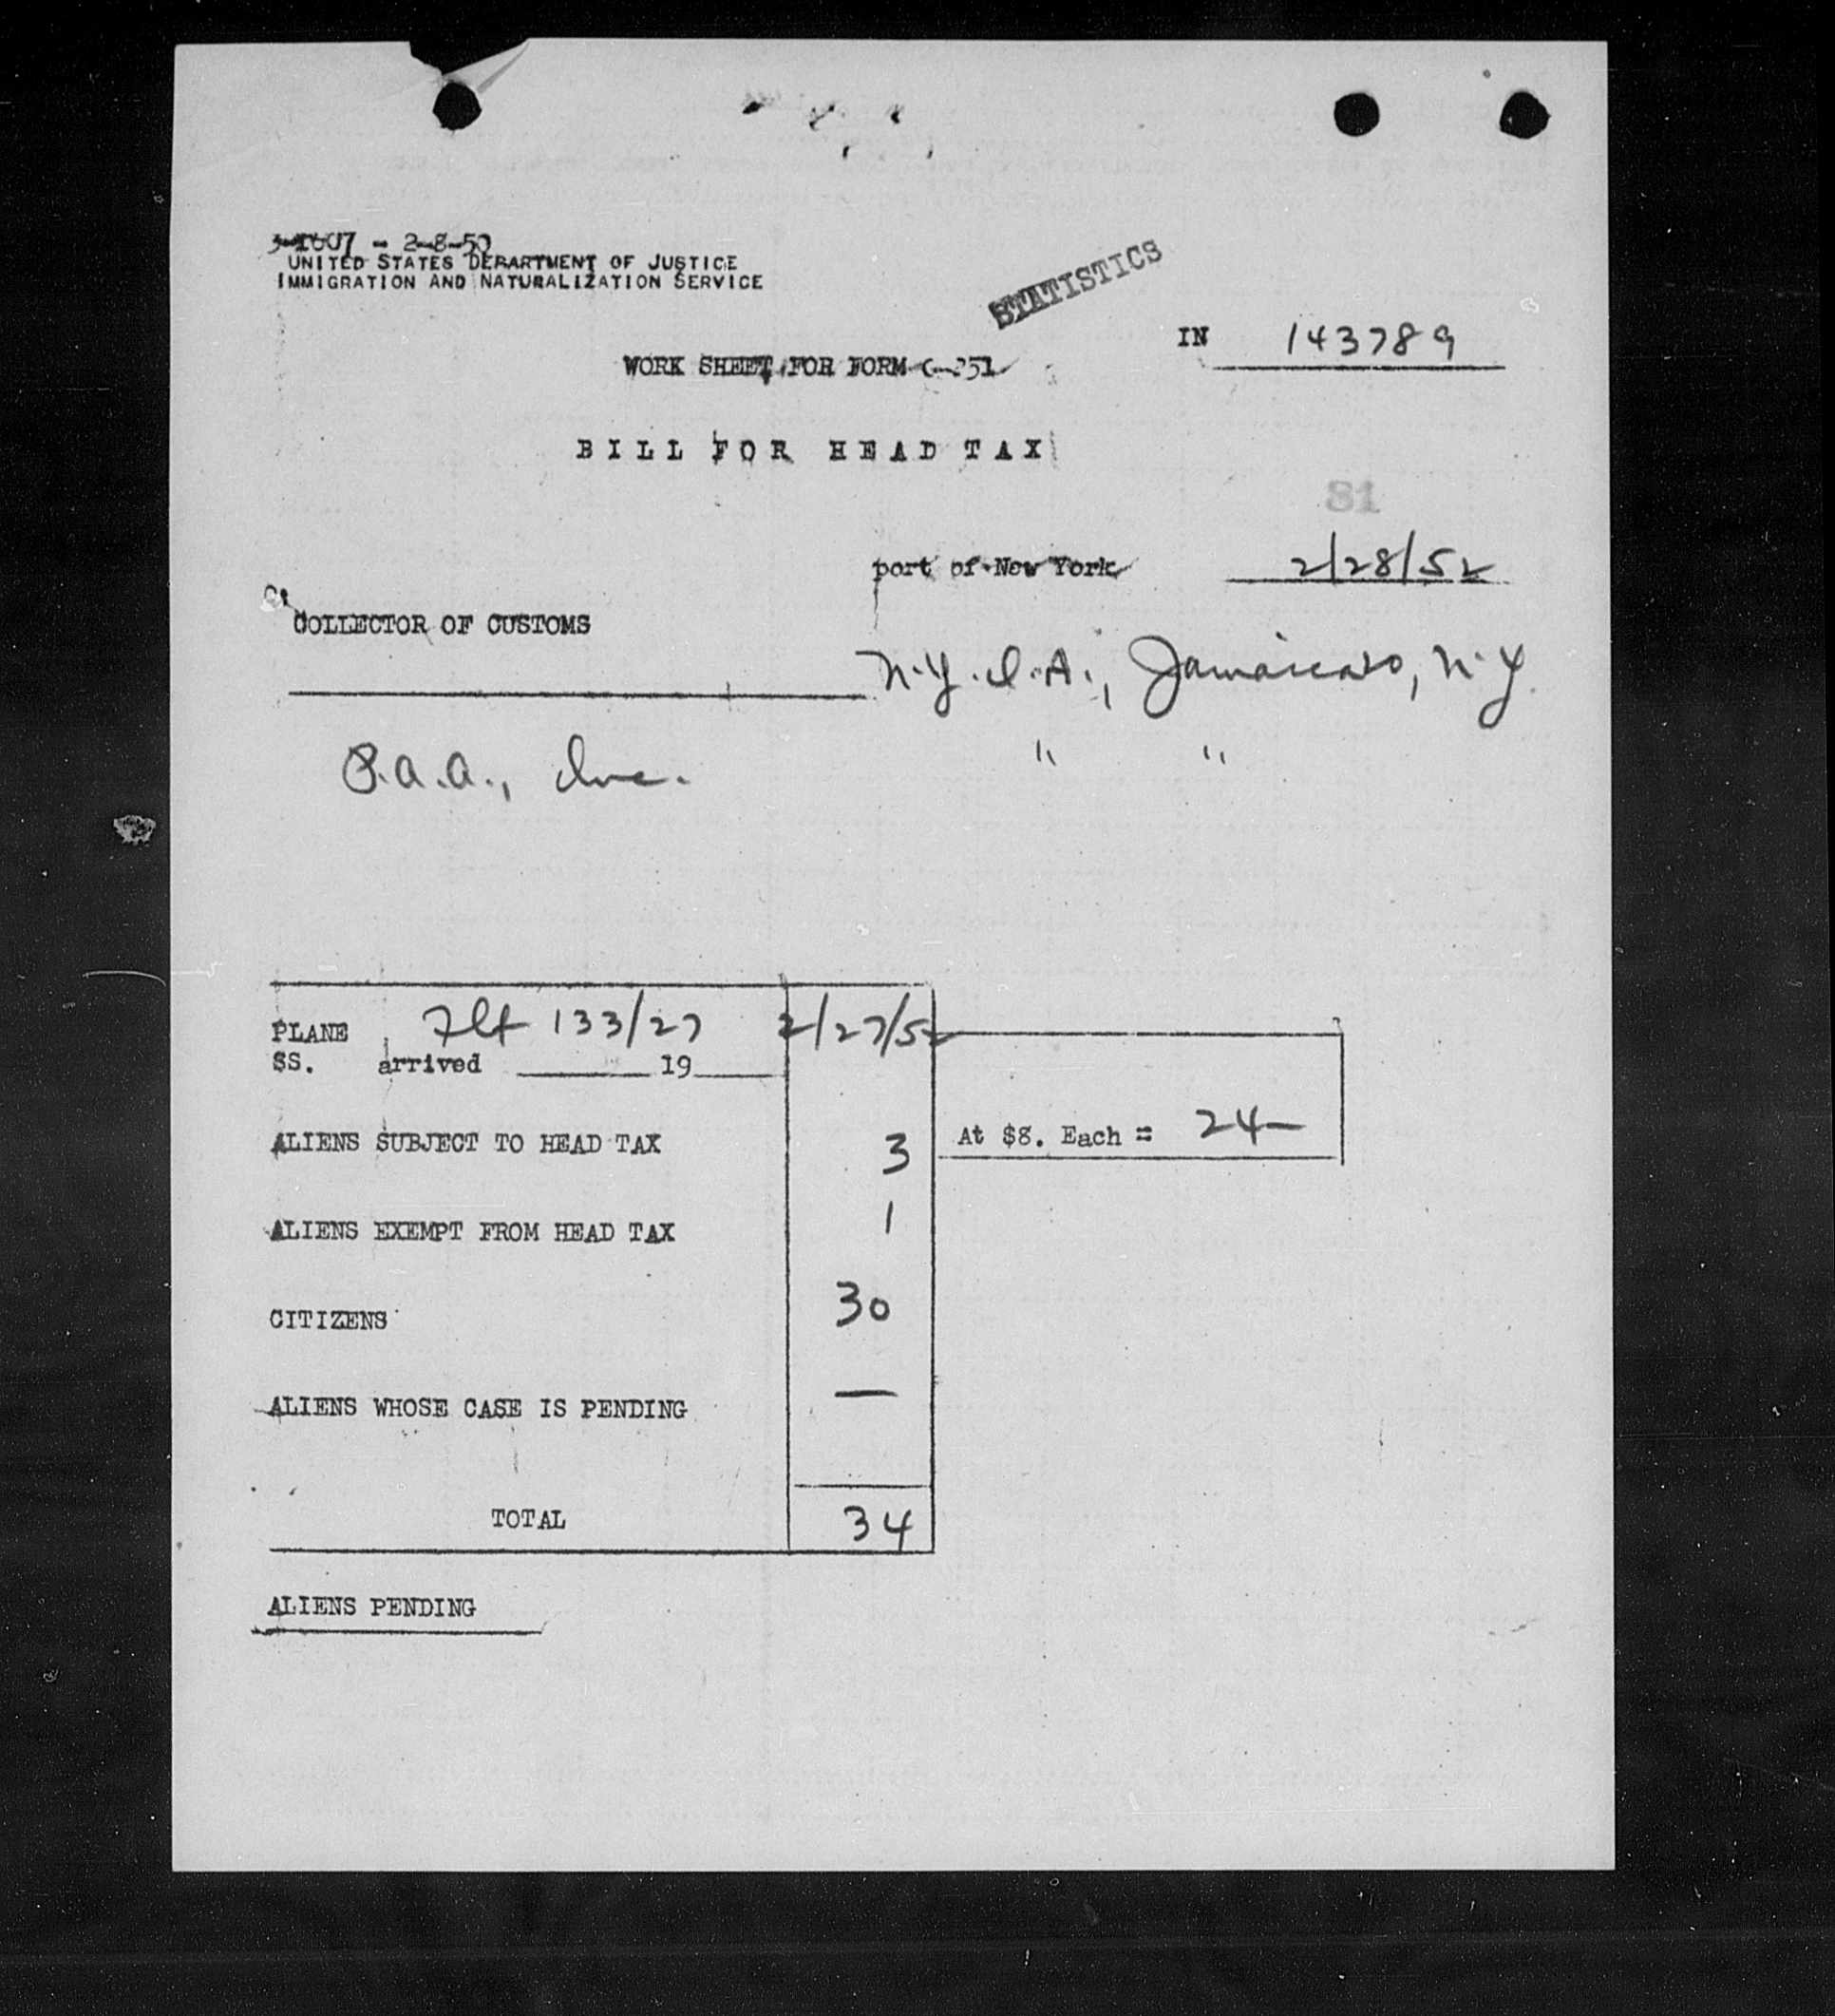 - 2-8-50
UNITED STATES DEPARTMENT OF JUSTICE
IMMIGRATION AND NATURALIZATION SERVICE
STATISTICS
IN 143789
WORK SHEET FOR FORM
BILL FOR HEAD TAX
81
port of New York 2/28/52
COLLECTOR OF CUSTOMS
N.Y.I.A., Jamaica, N.Y.
P.A.A., Inc. " "
PLANE Flt 133/27 2/27/52
SS. arrived 19
ALIENS SUBJECT TO HEAD TAX 3 At $8. Each = 24-
ALIENS EXEMPT FROM HEAD TAX 1
CITIZENS 30
ALIENS WHOSE CASE IS PENDING —
TOTAL 34
ALIENS PENDING